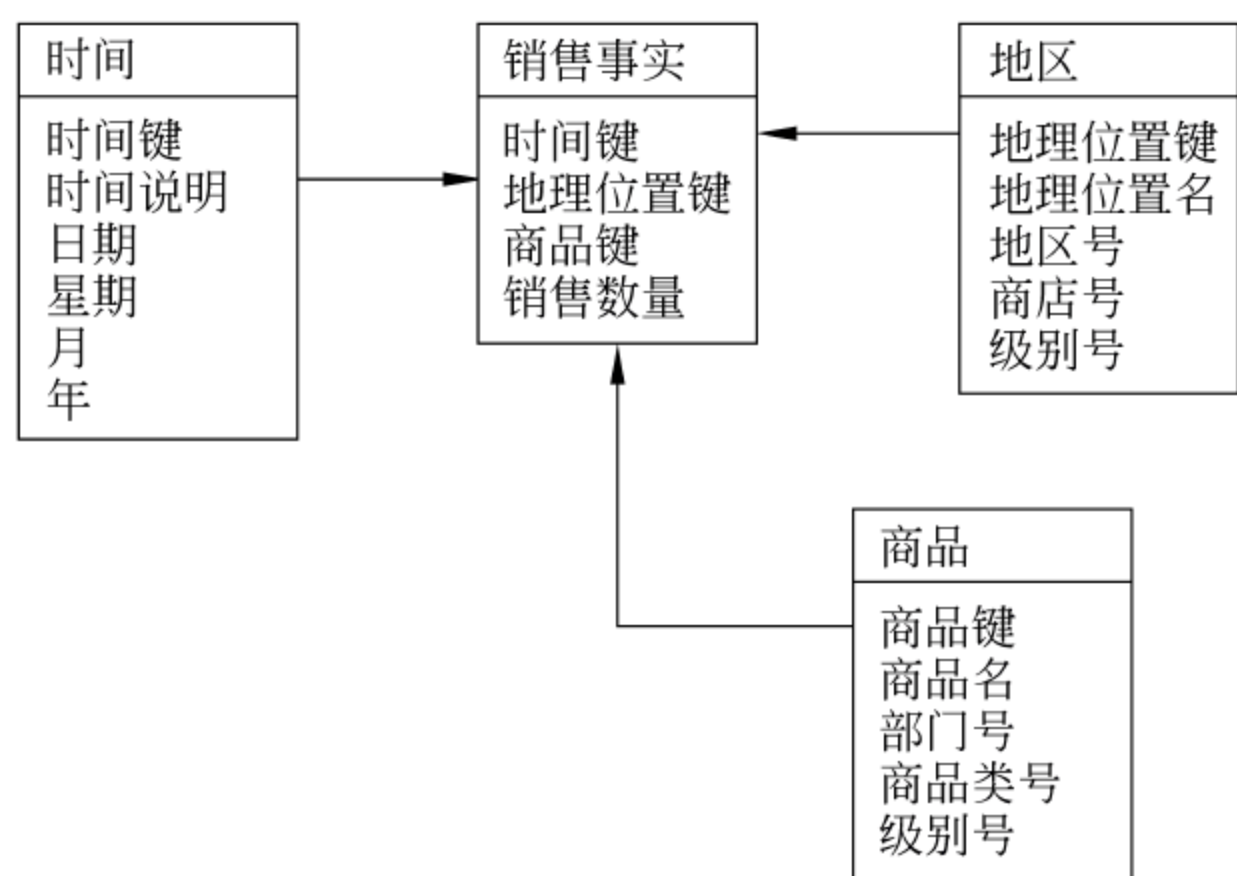 时间
时间键
时间说明
日期
星期
月
年
销售事实
时间键
地理位置键
商品键
销售数量
地区
地理位置键
地理位置名
地区号
商店号
级别号
商品
商品键
商品名
部门号
商品类号
级别号